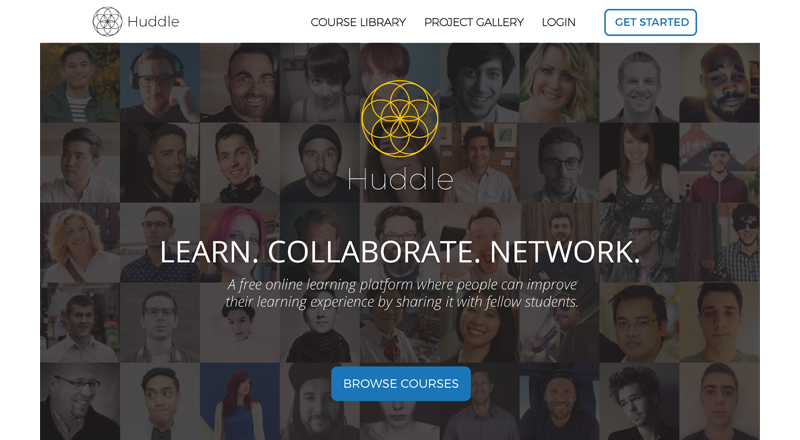 Huddle
COURSE LIBRARY
PROJECT GALLERY
LOGIN
GET STARTED
Huddle
LEARN. COLLABORATE. NETWORK.
A free online learning platform where people can improve
their learning experience by sharing it with fellow students.
BROWSE COURSES